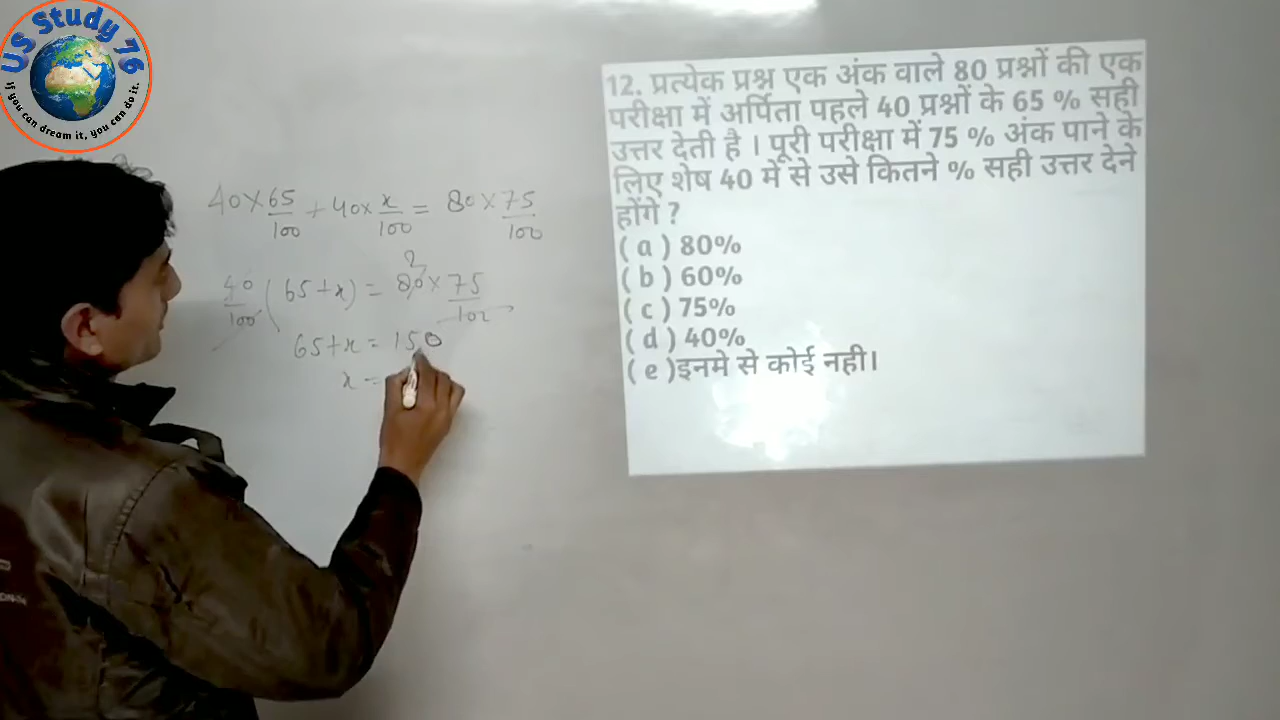 US Study 76
If you can dream it, you can do it.
40×65/100 + 40×x/100 = 80×75/100
40/100 (65+x) = 80×75/100
2
65+x = 150
x =
12. प्रत्येक प्रश्न एक अंक वाले 80 प्रश्नों की एक
परीक्षा में अर्पिता पहले 40 प्रश्नों के 65 % सही
उत्तर देती है । पूरी परीक्षा में 75 % अंक पाने के
लिए शेष 40 में से उसे कितने % सही उत्तर देने
होंगे ?
( a ) 80%
( b ) 60%
( c ) 75%
( d ) 40%
( e )इनमे से कोई नही।